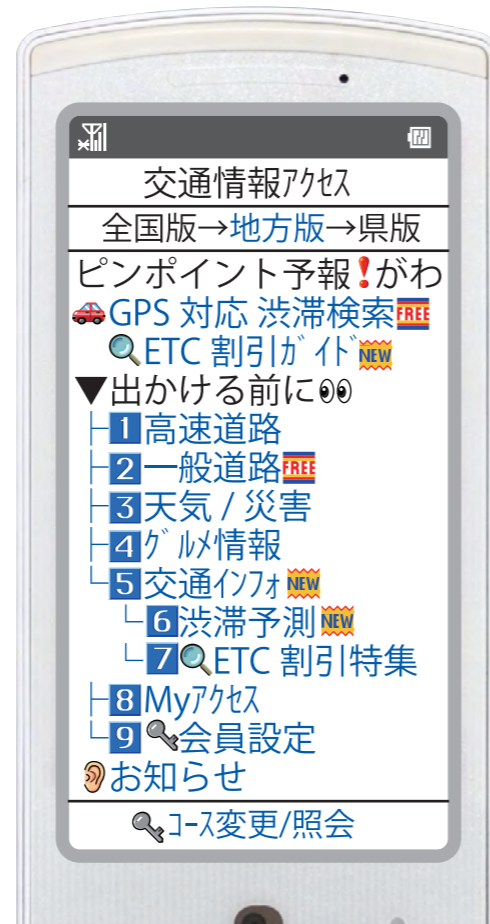 交通情報ｱｸｾｽ
全国版→地方版→県版
ピンポイント予報❗がわ
GPS 対応 渋滞検索FREE
ETC 割引ｶﾞｲﾄﾞNEW
▼出かける前に
├1高速道路
├2一般道路FREE
├3天気 / 災害
├4ｸﾞﾙﾒ情報
└5交通ｲﾝﾌｫNEW
└6渋滞予測NEW
└7ETC 割引特集
├8Myｱｸｾｽ
└9会員設定
お知らせ
ｺｰｽ変更/照会